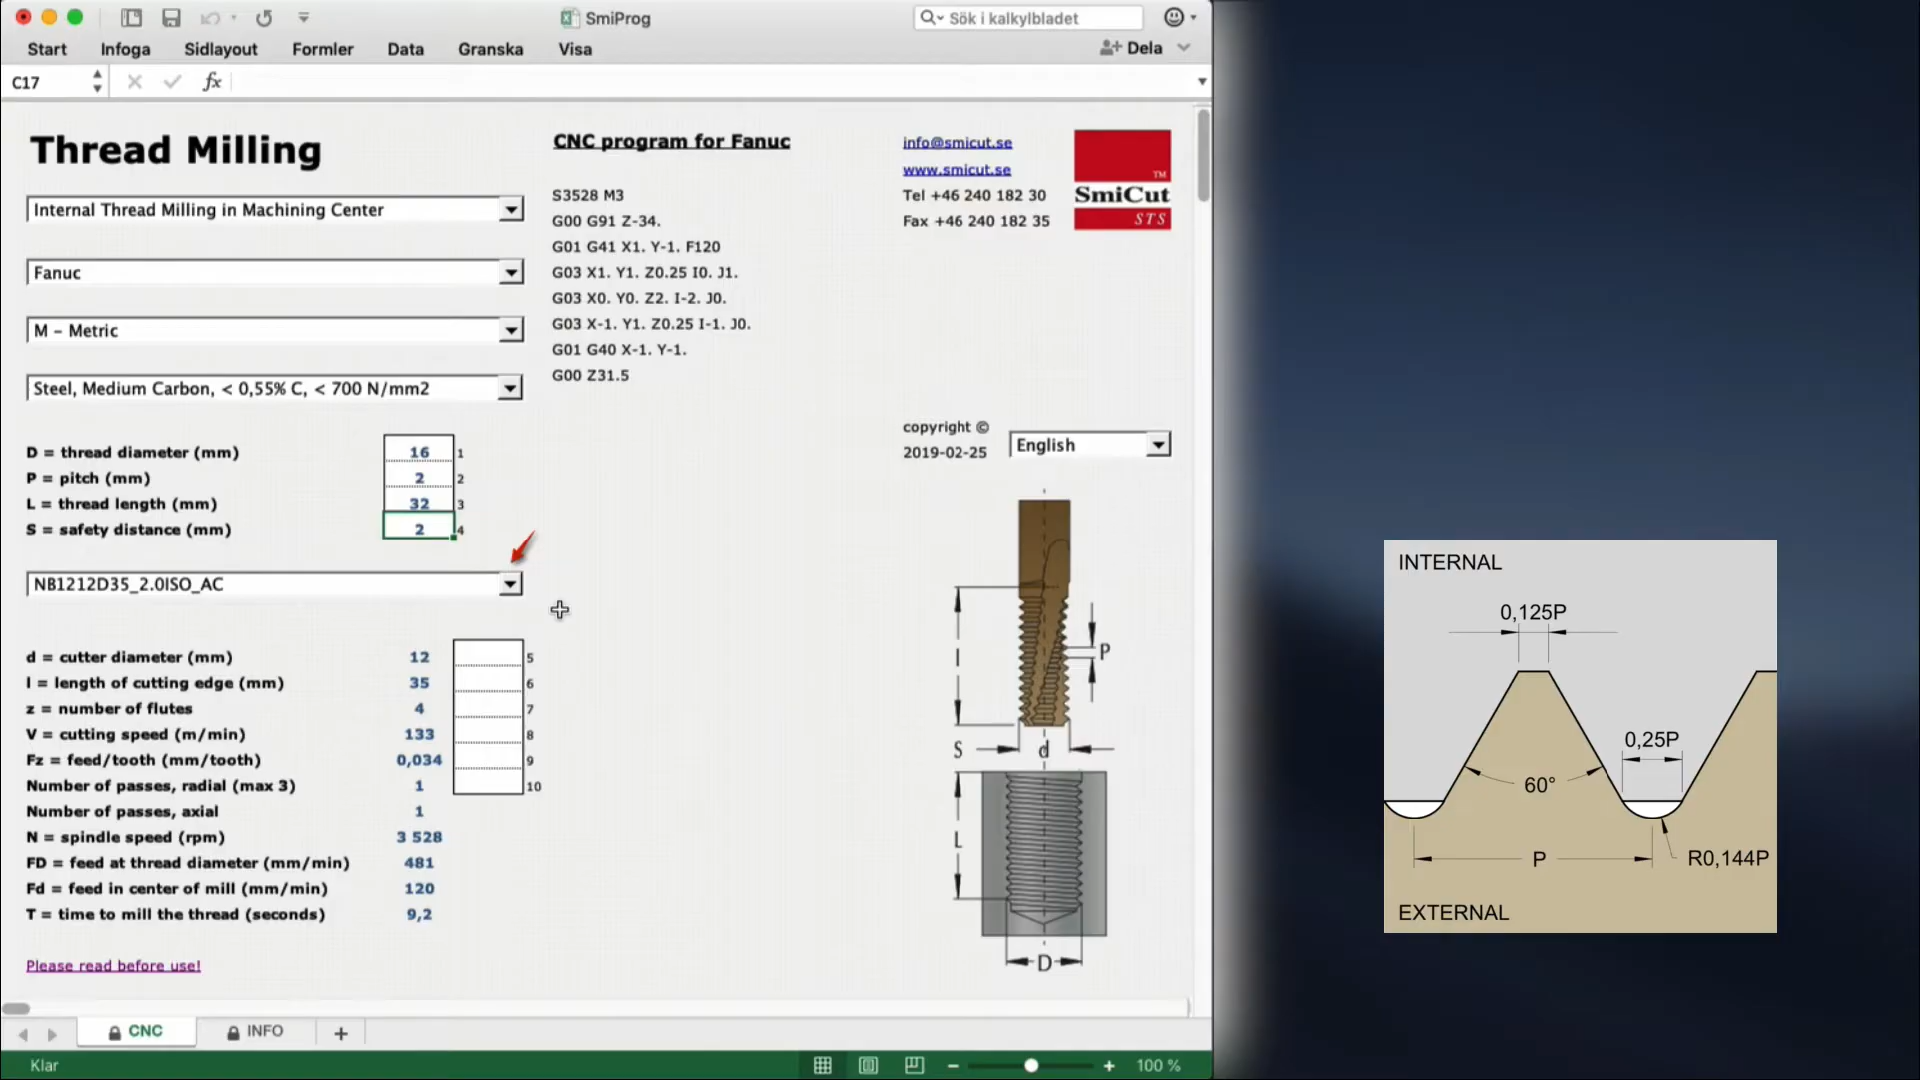 SmiProg
Sök i kalkylbladet
Start
Infoga
Sidlayout
Formler
Data
Granska
Visa
Dela
C17
fx
Thread Milling
Internal Thread Milling in Machining Center
Fanuc
M - Metric
Steel, Medium Carbon, < 0,55% C, < 700 N/mm2
D = thread diameter (mm) 16 1
P = pitch (mm) 2 2
L = thread length (mm) 32 3
S = safety distance (mm) 2 4
NB1212D35_2.0ISO_AC
d = cutter diameter (mm) 12 5
l = length of cutting edge (mm) 35 6
z = number of flutes 4 7
V = cutting speed (m/min) 133 8
Fz = feed/tooth (mm/tooth) 0,034 9
Number of passes, radial (max 3) 1 10
Number of passes, axial 1
N = spindle speed (rpm) 3 528
FD = feed at thread diameter (mm/min) 481
Fd = feed in center of mill (mm/min) 120
T = time to mill the thread (seconds) 9,2
Please read before use!
CNC program for Fanuc
S3528 M3
G00 G91 Z-34.
G01 G41 X1. Y-1. F120
G03 X1. Y1. Z0.25 I0. J1.
G03 X0. Y0. Z2. I-2. J0.
G03 X-1. Y1. Z0.25 I-1. J0.
G01 G40 X-1. Y-1.
G00 Z31.5
info@smicut.se
www.smicut.se
Tel +46 240 182 30
Fax +46 240 182 35
TM
SmiCut
STS
copyright ©
2019-02-25
English
l
P
S
d
L
D
CNC
INFO
+
Klar
100 %
INTERNAL
0,125P
0,25P
60°
P
R0,144P
EXTERNAL